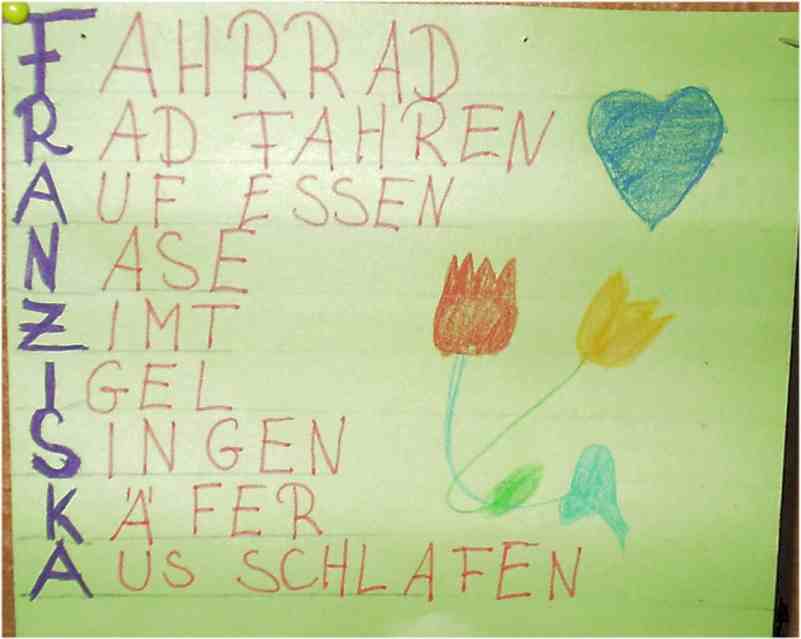 FAHRRAD
RAD FAHREN
AUF ESSEN
NASE
ZIMT
IGEL
SINGEN
KÄFER
AUS SCHLAFEN